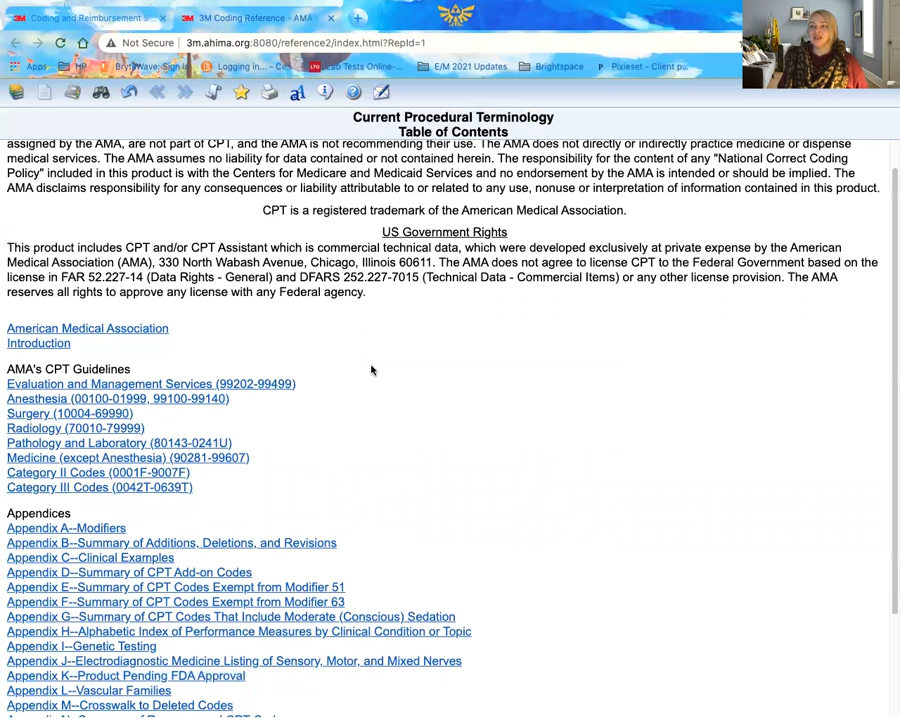 3M Coding and Reimbursement S
3M 3M Coding Reference - AMA
Not Secure | 3m.ahima.org:8080/reference2/index.html?RepId=1
Apps HP BryteWave: Sign In Logging in... - Ce... LTO Lab Tests Online-... E/M 2021 Updates Brightspace P Pixieset - Client p...
Current Procedural Terminology
Table of Contents
assigned by the AMA, are not part of CPT, and the AMA is not recommending their use. The AMA does not directly or indirectly practice medicine or dispense
medical services. The AMA assumes no liability for data contained or not contained herein. The responsibility for the content of any "National Correct Coding
Policy" included in this product is with the Centers for Medicare and Medicaid Services and no endorsement by the AMA is intended or should be implied. The
AMA disclaims responsibility for any consequences or liability attributable to or related to any use, nonuse or interpretation of information contained in this product.
CPT is a registered trademark of the American Medical Association.
US Government Rights
This product includes CPT and/or CPT Assistant which is commercial technical data, which were developed exclusively at private expense by the American
Medical Association (AMA), 330 North Wabash Avenue, Chicago, Illinois 60611. The AMA does not agree to license CPT to the Federal Government based on the
license in FAR 52.227-14 (Data Rights - General) and DFARS 252.227-7015 (Technical Data - Commercial Items) or any other license provision. The AMA
reserves all rights to approve any license with any Federal agency.
American Medical Association
Introduction
AMA's CPT Guidelines
Evaluation and Management Services (99202-99499)
Anesthesia (00100-01999, 99100-99140)
Surgery (10004-69990)
Radiology (70010-79999)
Pathology and Laboratory (80143-0241U)
Medicine (except Anesthesia) (90281-99607)
Category II Codes (0001F-9007F)
Category III Codes (0042T-0639T)
Appendices
Appendix A--Modifiers
Appendix B--Summary of Additions, Deletions, and Revisions
Appendix C--Clinical Examples
Appendix D--Summary of CPT Add-on Codes
Appendix E--Summary of CPT Codes Exempt from Modifier 51
Appendix F--Summary of CPT Codes Exempt from Modifier 63
Appendix G--Summary of CPT Codes That Include Moderate (Conscious) Sedation
Appendix H--Alphabetic Index of Performance Measures by Clinical Condition or Topic
Appendix I--Genetic Testing
Appendix J--Electrodiagnostic Medicine Listing of Sensory, Motor, and Mixed Nerves
Appendix K--Product Pending FDA Approval
Appendix L--Vascular Families
Appendix M--Crosswalk to Deleted Codes